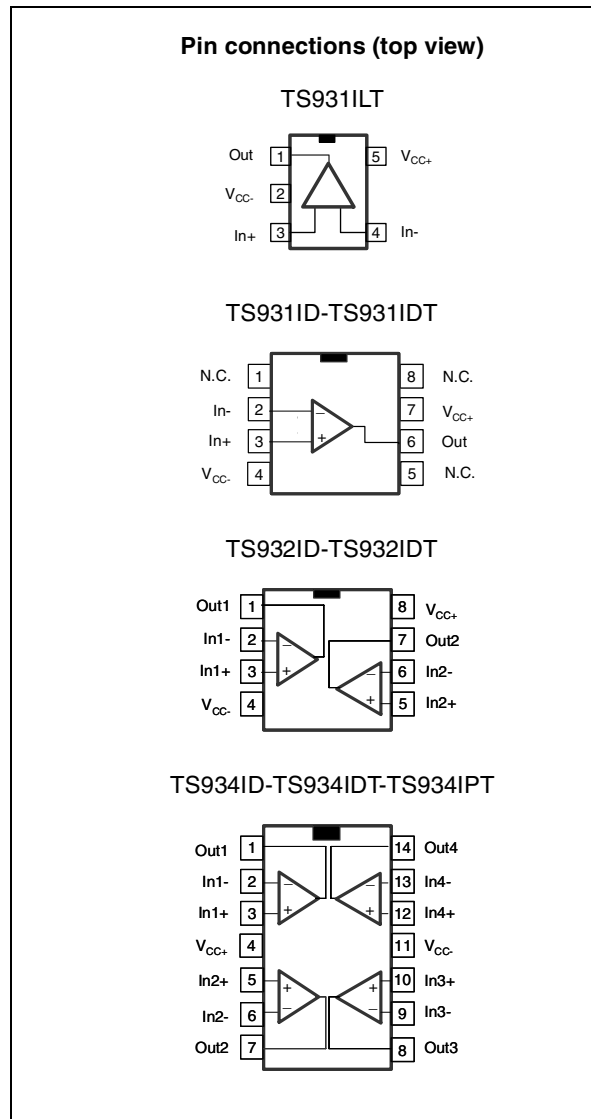 Pin connections (top view)
TS931ILT
Out 1 5 VCC+
VCC- 2
In+ 3 4 In-
TS931ID-TS931IDT
N.C. 1 8 N.C.
In- 2 − 7 VCC+
In+ 3 + 6 Out
VCC- 4 5 N.C.
TS932ID-TS932IDT
Out1 1 8 VCC+
In1- 2 − 7 Out2
In1+ 3 + − 6 In2-
VCC- 4 + 5 In2+
TS934ID-TS934IDT-TS934IPT
Out1 1 14 Out4
In1- 2 − − 13 In4-
In1+ 3 + + 12 In4+
VCC+ 4 11 VCC-
In2+ 5 + + 10 In3+
In2- 6 − − 9 In3-
Out2 7 8 Out3